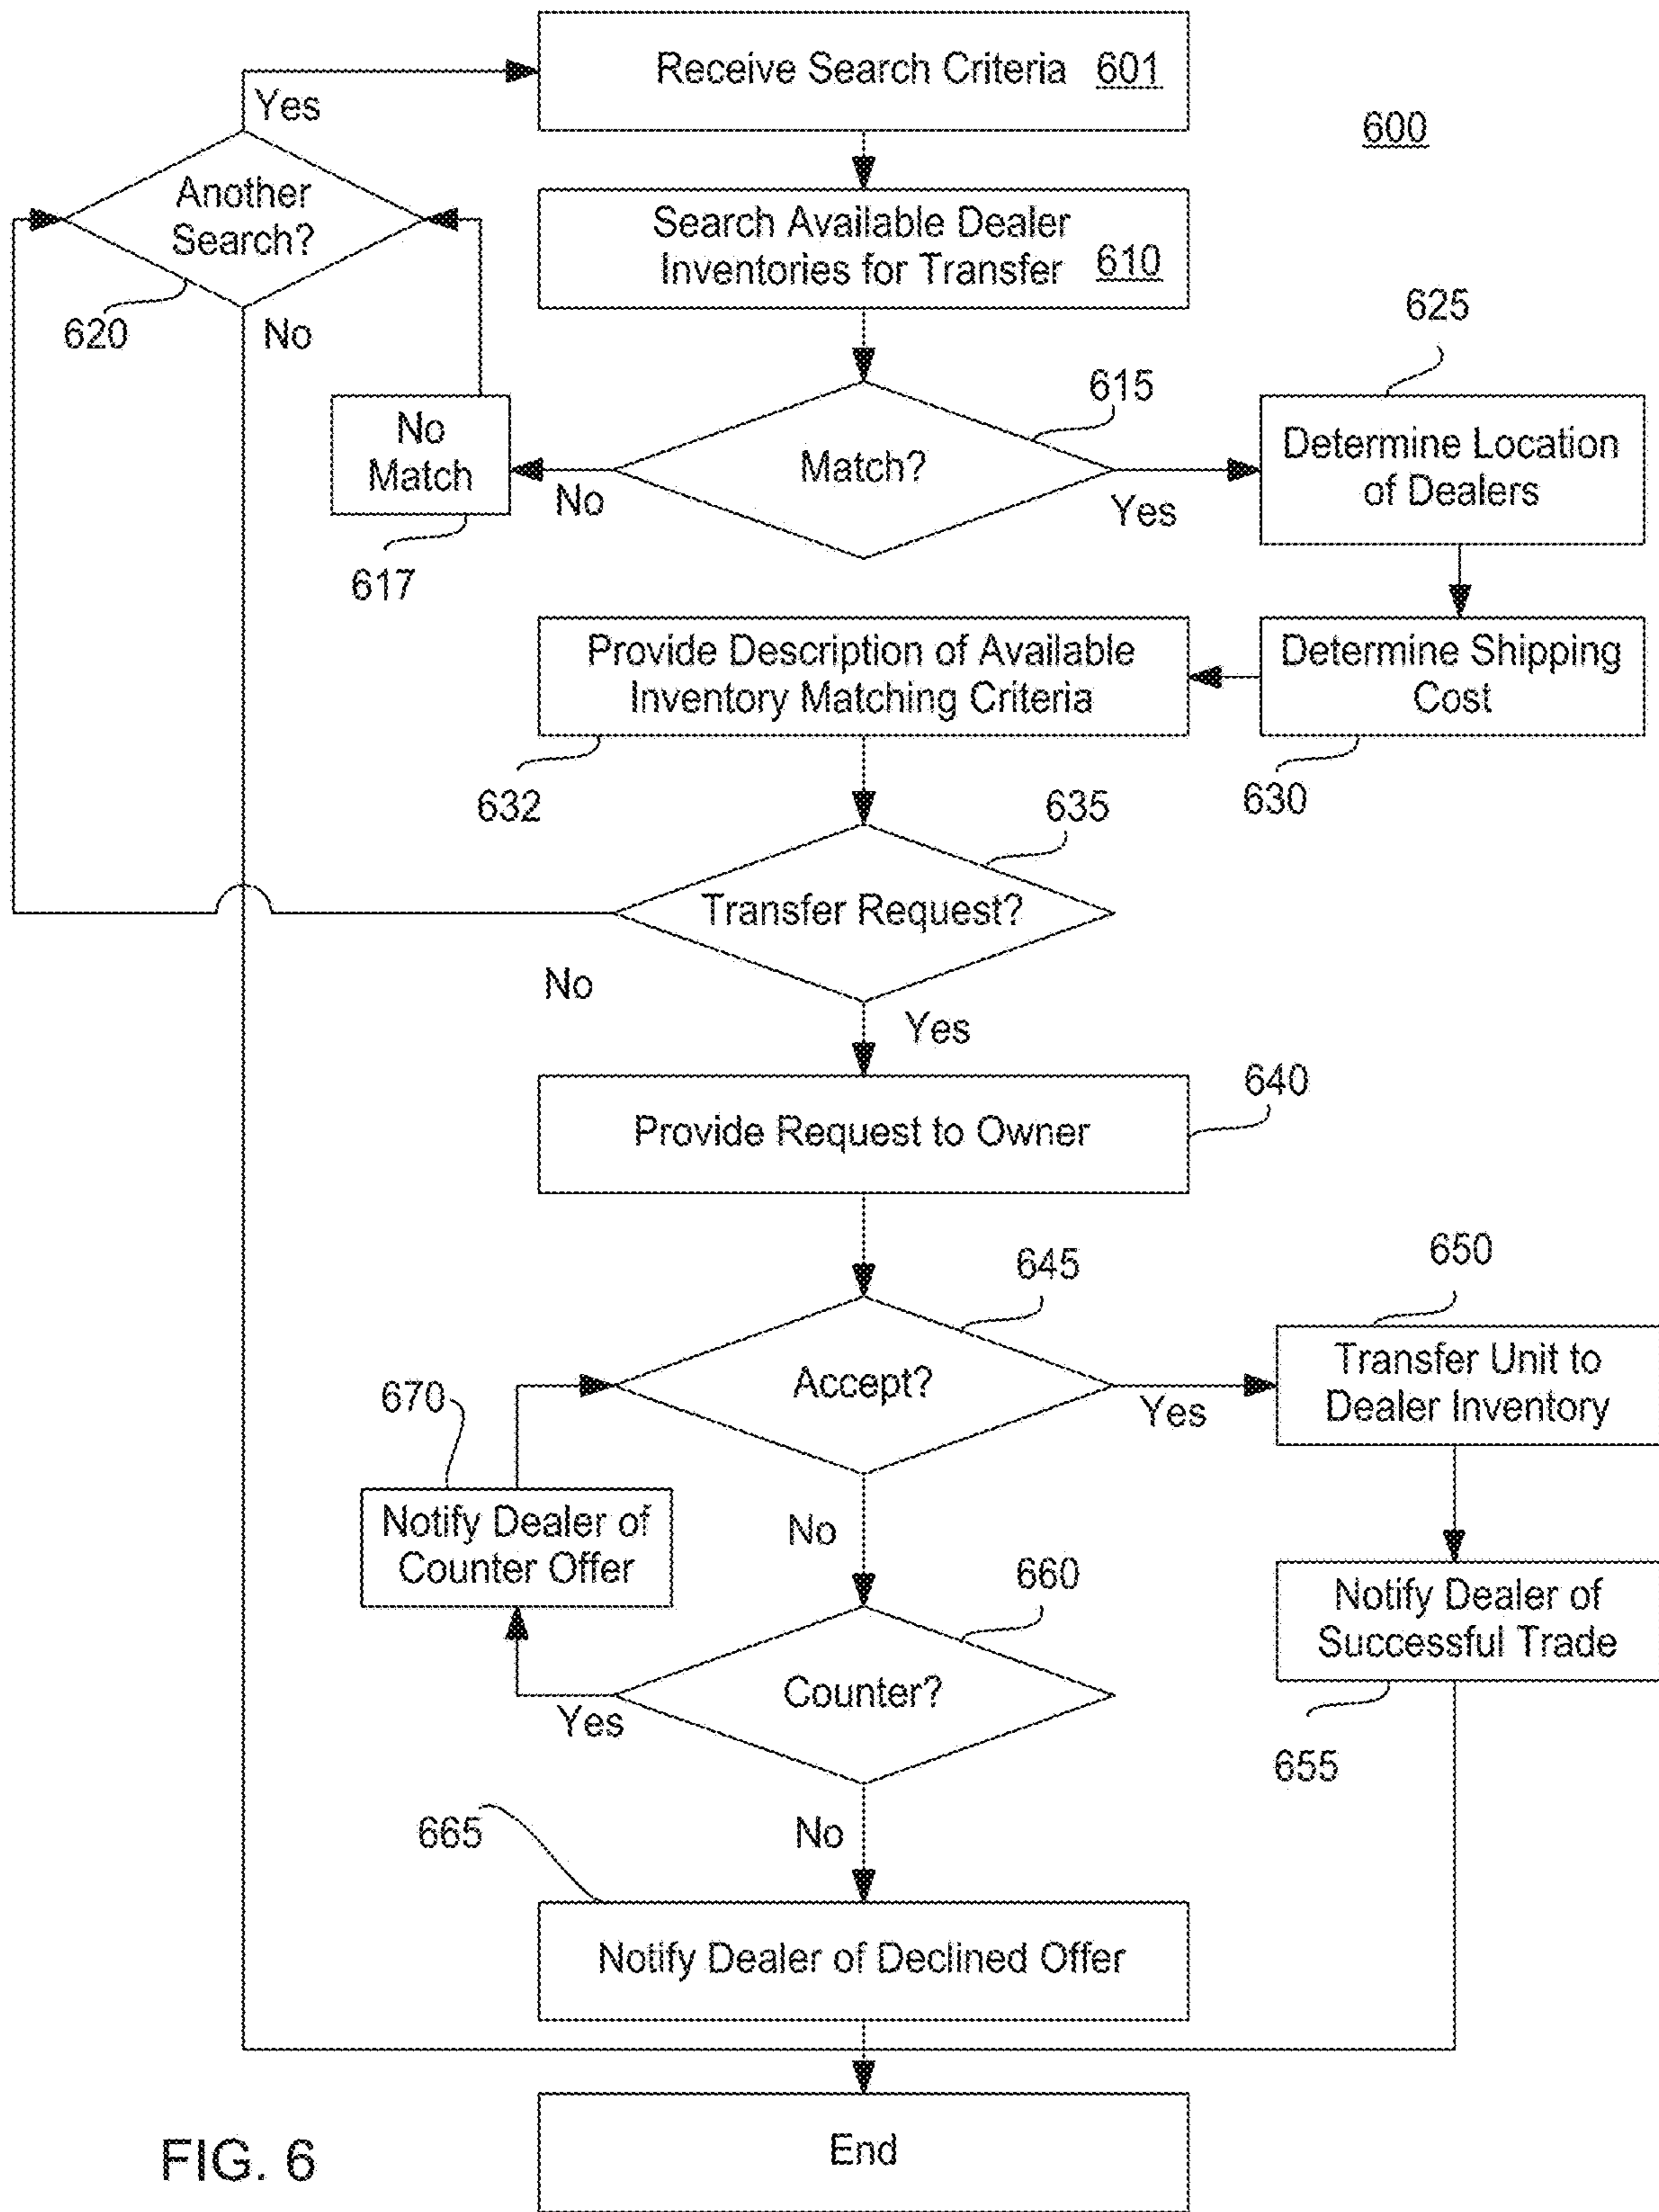 Receive Search Criteria 601
600
Yes
Another
Search?
620
No
Search Available Dealer
Inventories for Transfer 610
625
615
No
Match
617
Match?
No
Yes
Determine Location
of Dealers
Provide Description of Available
Inventory Matching Criteria
Determine Shipping
Cost
632
630
635
Transfer Request?
No
Yes
640
Provide Request to Owner
645
650
Accept?
Yes
Transfer Unit to
Dealer Inventory
670
Notify Dealer of
Counter Offer
No
660
Notify Dealer of
Successful Trade
Counter?
Yes
655
665
No
Notify Dealer of Declined Offer
End
FIG. 6